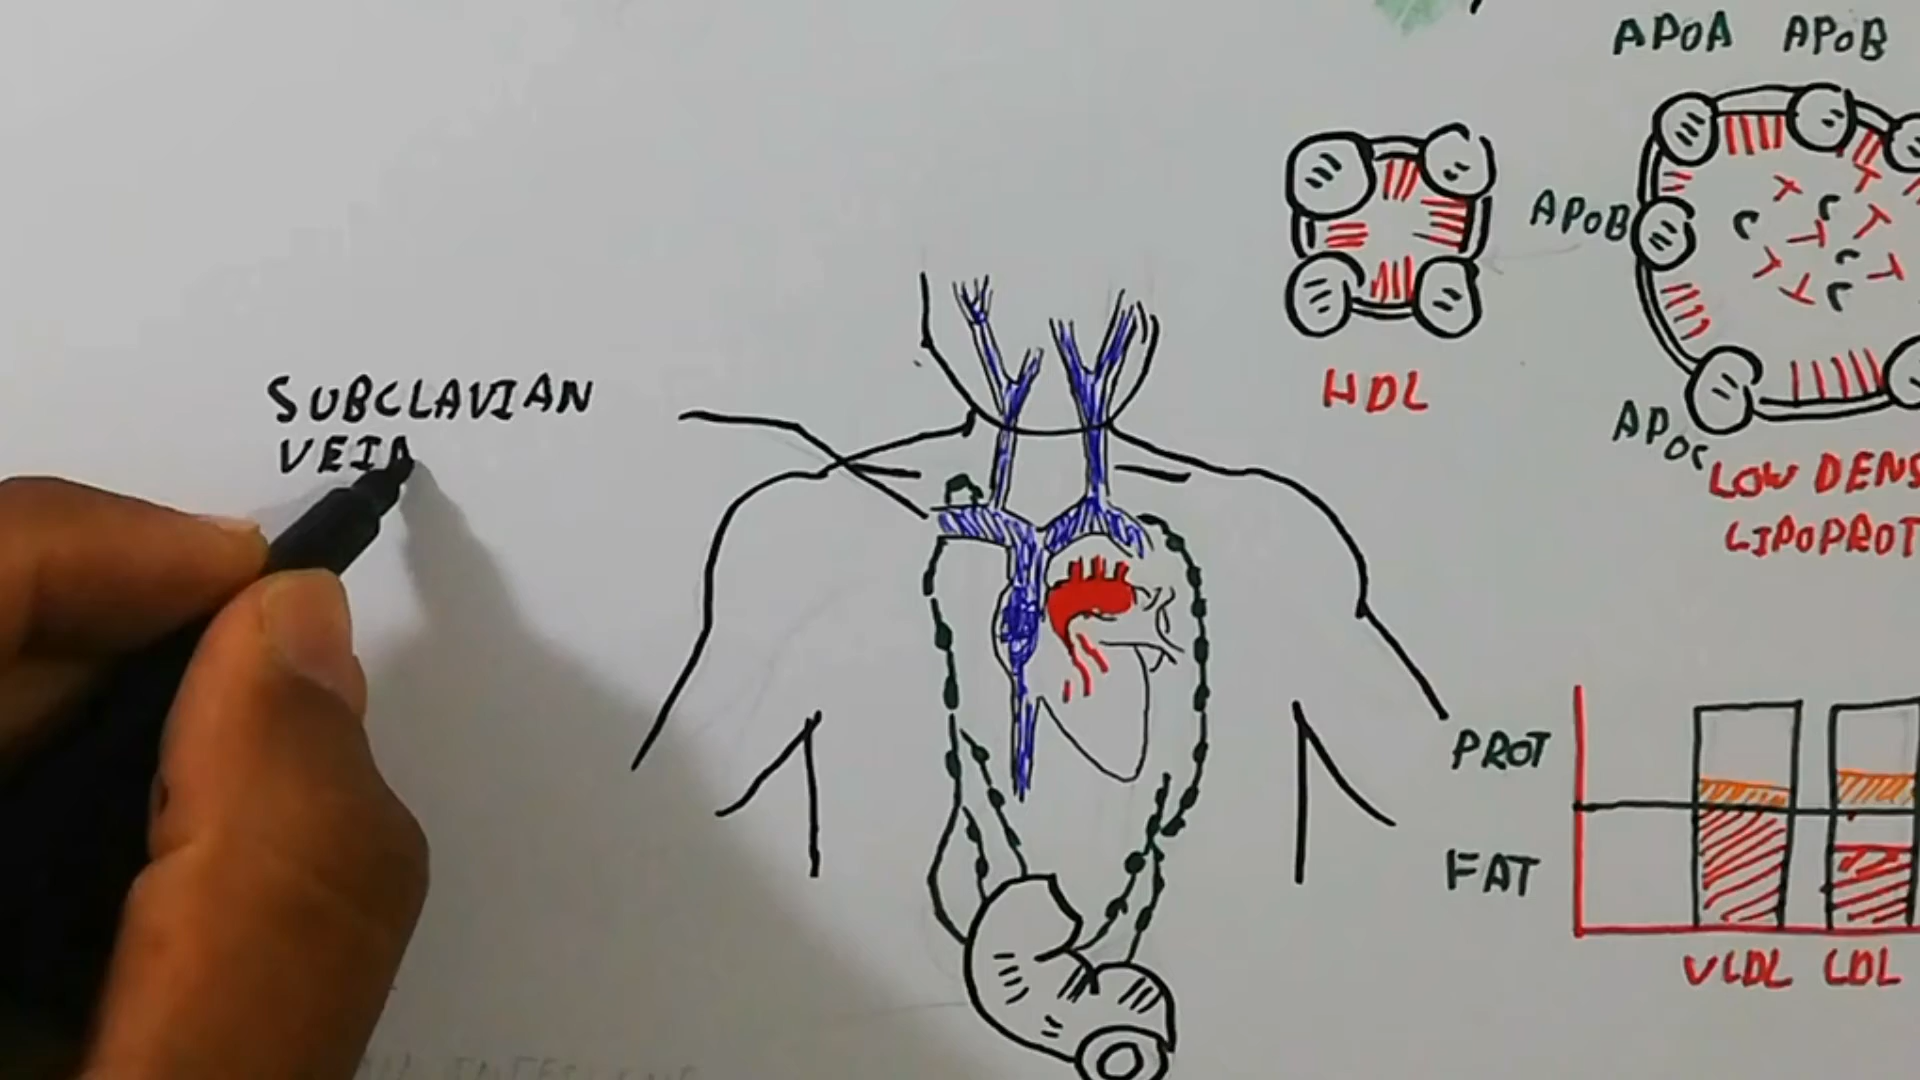 APOA APOB
APOB
HDL
SUBCLAVIAN
VEIN
APOC
LOW DENS
LIPOPROT
PROT
FAT
VLDL LDL